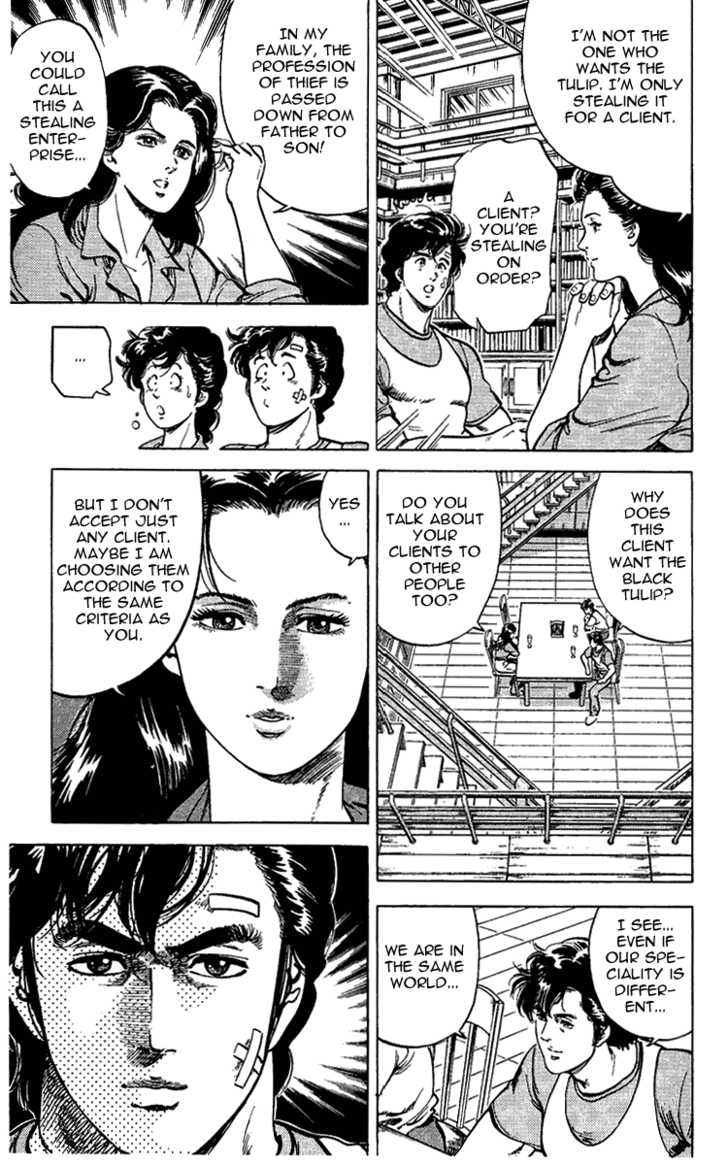 I'M NOT THE
ONE WHO
WANTS THE
TULIP. I'M ONLY
STEALING IT
FOR A CLIENT.
A
CLIENT?
YOU'RE
STEALING
ON
ORDER?
IN MY
FAMILY, THE
PROFESSION
OF THIEF IS
PASSED
DOWN FROM
FATHER TO
SON!
YOU
COULD
CALL
THIS A
STEALING
ENTER-
PRISE...
...
WHY
DOES
THIS
CLIENT
WANT THE
BLACK
TULIP?
DO YOU
TALK ABOUT
YOUR
CLIENTS TO
OTHER
PEOPLE
TOO?
YES
...
BUT I DON'T
ACCEPT JUST
ANY CLIENT.
MAYBE I AM
CHOOSING THEM
ACCORDING TO
THE SAME
CRITERIA AS
YOU.
I SEE...
EVEN IF
OUR SPE-
CIALITY IS
DIFFER-
ENT...
WE ARE IN
THE SAME
WORLD...